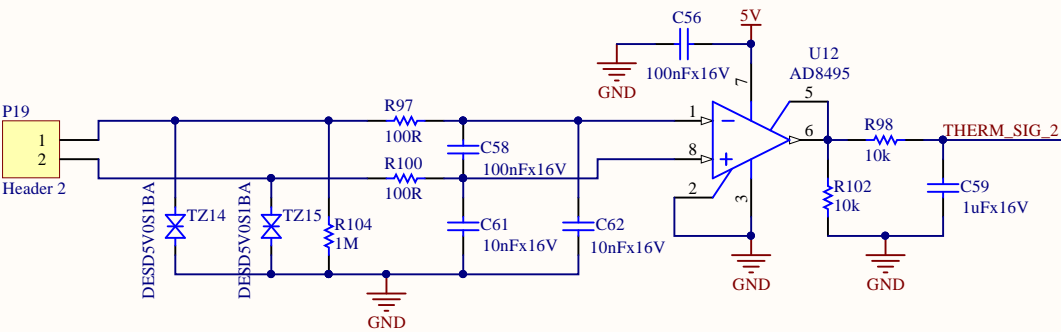 C56
5V
100nFx16V
GND
U12
AD8495
7
5
P19
1
2
Header 2
R97
100R
1
6
R98
10k
THERM_SIG_2
C58
100nFx16V
8
R100
100R
2
3
R102
10k
C59
1uFx16V
DESD5V0S1BA
TZ14
DESD5V0S1BA
TZ15
R104
1M
C61
10nFx16V
C62
10nFx16V
GND
GND
GND